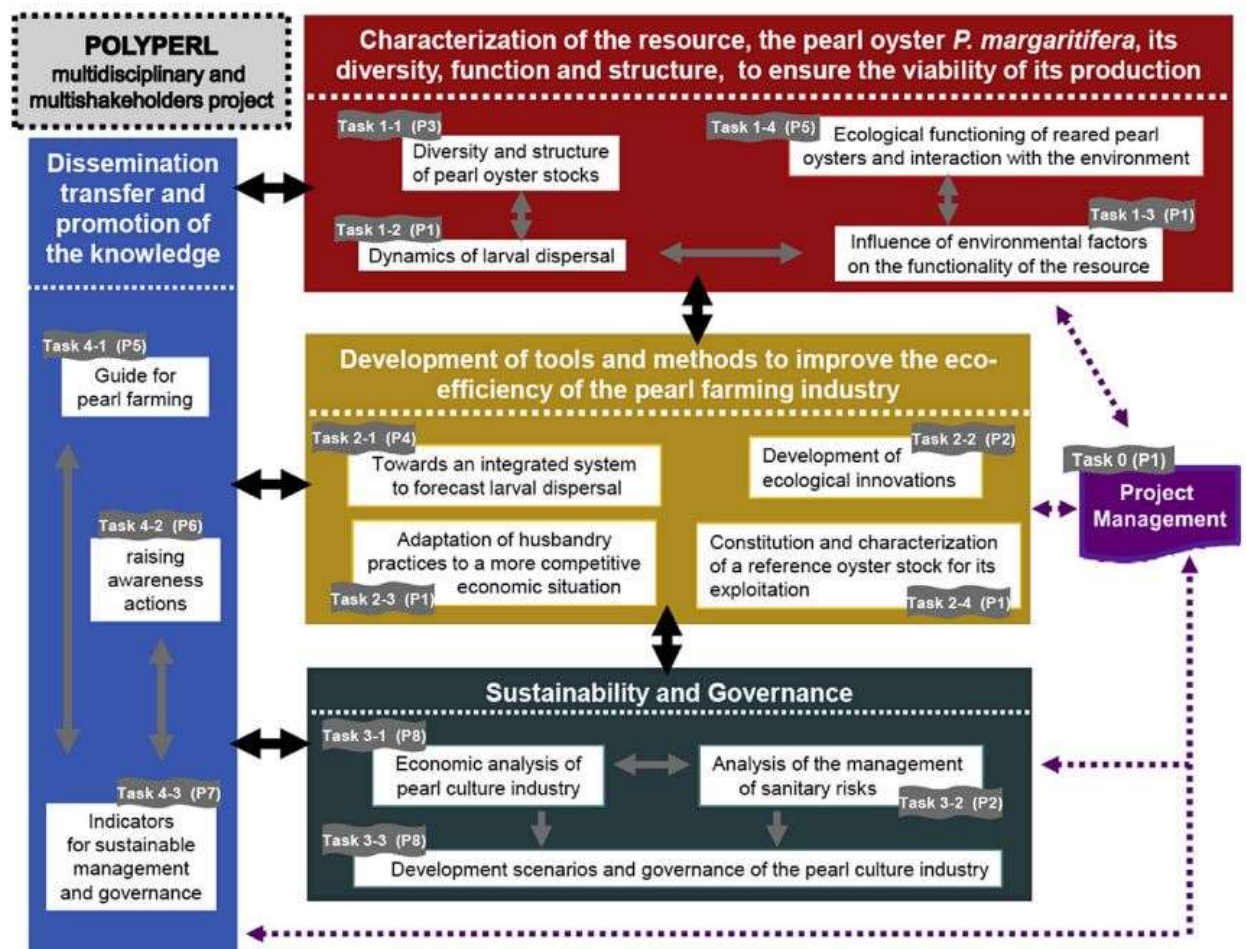 POLYPERL
multidisciplinary and
multishakeholders project
Characterization of the resource, the pearl oyster P. margaritifera, its
diversity, function and structure, to ensure the viability of its production
Task 1-1 (P3)
Diversity and structure
of pearl oyster stocks
Task 1-4 (P5)
Ecological functioning of reared pearl
oysters and interaction with the environment
Task 1-2 (P1)
Dynamics of larval dispersal
Task 1-3 (P1)
Influence of environmental factors
on the functionality of the resource
Dissemination
transfer and
promotion of
the knowledge
Task 4-1 (P5)
Guide for
pearl farming
Task 4-2 (P6)
raising
awareness
actions
Task 4-3 (P7)
Indicators
for sustainable
management
and governance
Development of tools and methods to improve the eco-
efficiency of the pearl farming industry
Task 2-1 (P4)
Towards an integrated system
to forecast larval dispersal
Task 2-2 (P2)
Development of
ecological innovations
Adaptation of husbandry
practices to a more competitive
economic situation
Task 2-3 (P1)
Constitution and characterization
of a reference oyster stock for its
exploitation
Task 2-4 (P1)
Task 0 (P1)
Project
Management
Sustainability and Governance
Task 3-1 (P8)
Economic analysis of
pearl culture industry
Analysis of the management
of sanitary risks
Task 3-2 (P2)
Task 3-3 (P8)
Development scenarios and governance of the pearl culture industry